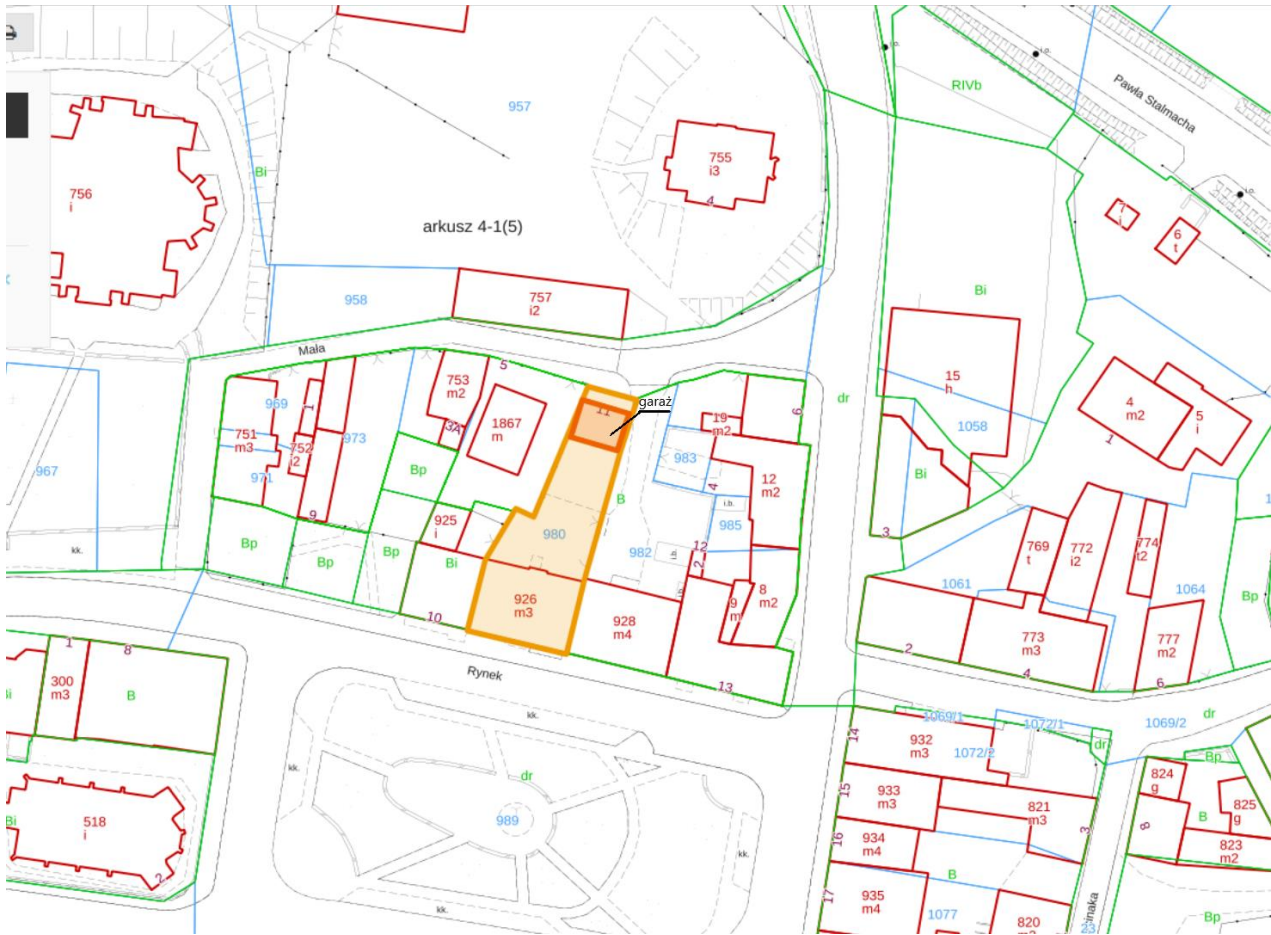 i.o.
i.o.
957
RIVb
Pawła Stalmacha
755
i3
4
Bi
756
i
i.o.
arkusz 4-1(5)
6
t
Bi
958
757
i2
Mała
5
753
m2
15
h
4
m2
5
i
1
dr
11
garaż
6
969
1
3A
1867
m
19
m2
1058
751
m3
752
i2
973
971
967
Bp
983
4
12
m2
Bi
B
i.b.
9
925
i
980
985
3
769
t
772
i2
774
t2
kk.
Bp
Bp
Bp
Bi
982
i.b.
12
2
i.b.
1061
1064
Bp
926
m3
9
m
8
m2
10
928
m4
773
m3
777
m2
Rynek
13
2
4
6
1
8
300
m3
B
kk.
1069/1
1072/1
1069/2
dr
14
932
m3
1072/2
dr
Bp
kk.
dr
824
g
15
933
m3
821
m3
825
g
Bi
518
i
989
3
8
B
16
934
m4
823
m2
2
kk.
B
17
935
m4
kk.
1077
820
Bp